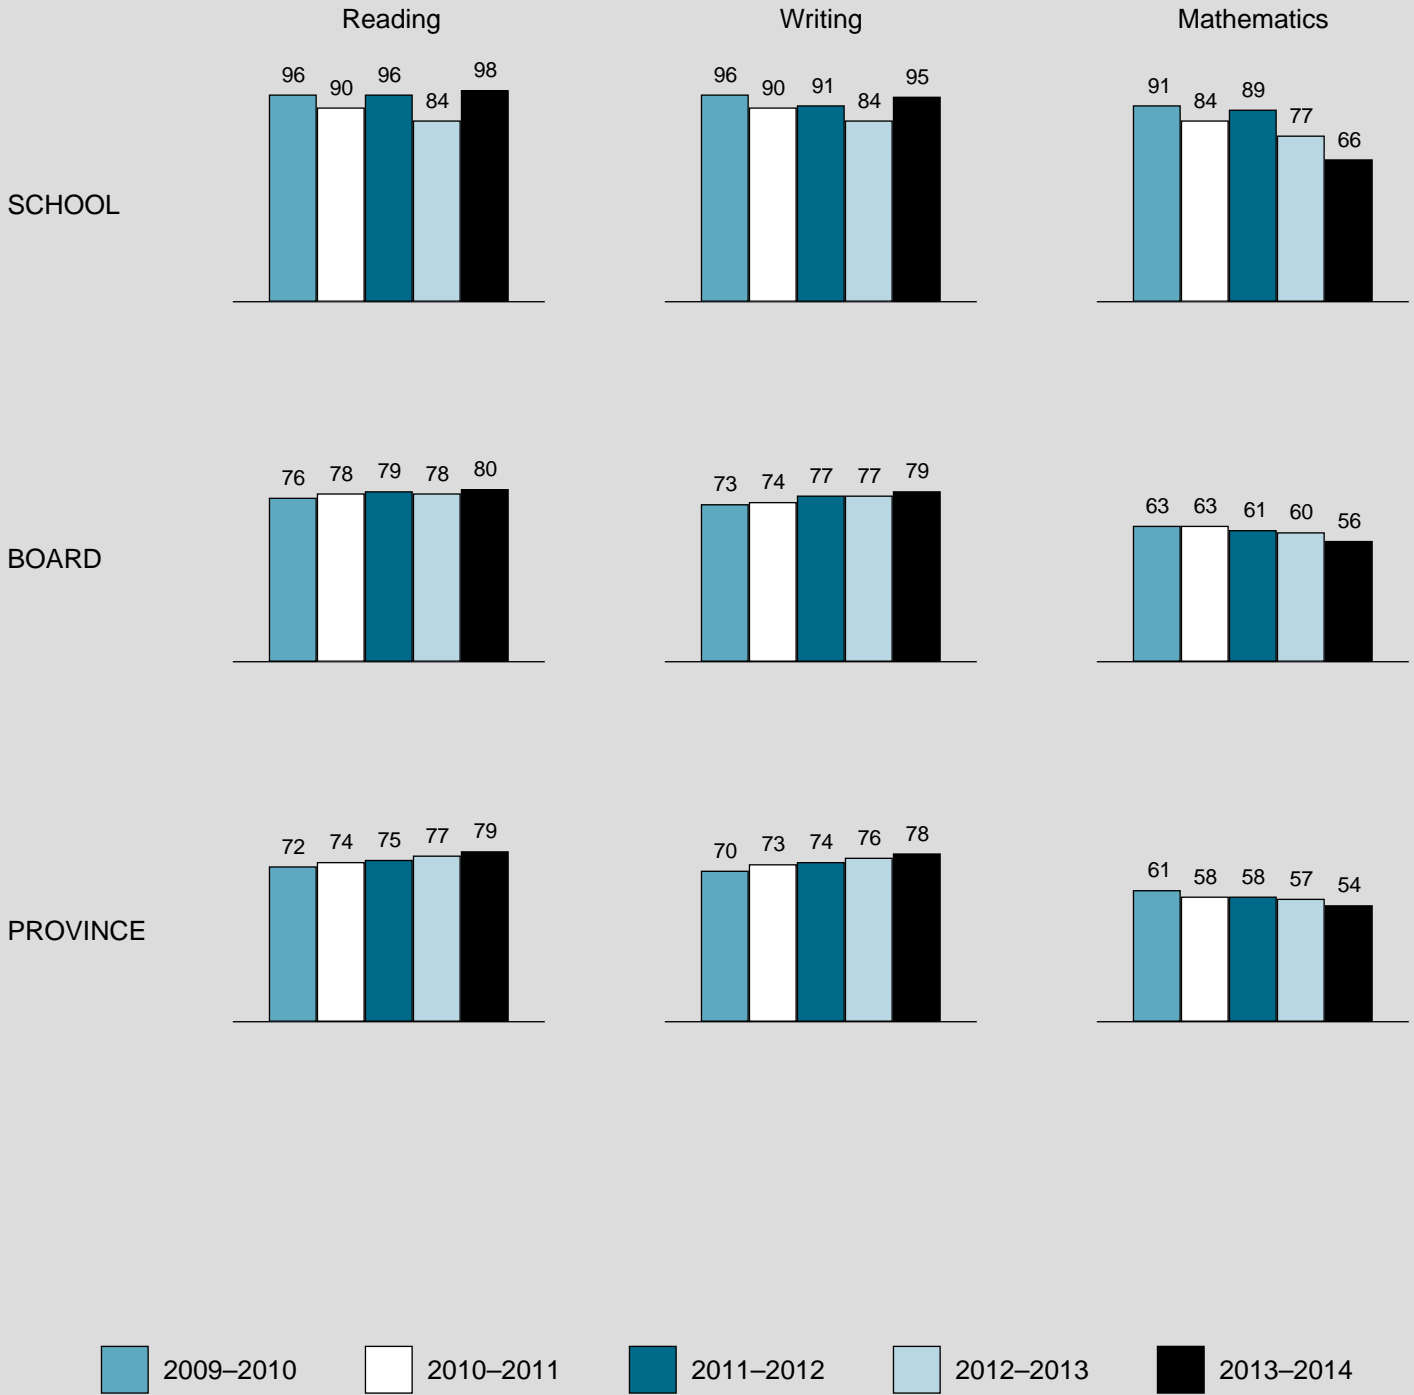 Reading Writing Mathematics
96 90 96 84 98 96 90 91 84 95 91 84 89 77 66
SCHOOL
76 78 79 78 80 73 74 77 77 79 63 63 61 60 56
BOARD
72 74 75 77 79 70 73 74 76 78 61 58 58 57 54
PROVINCE
2009–2010 2010–2011 2011–2012 2012–2013 2013–2014